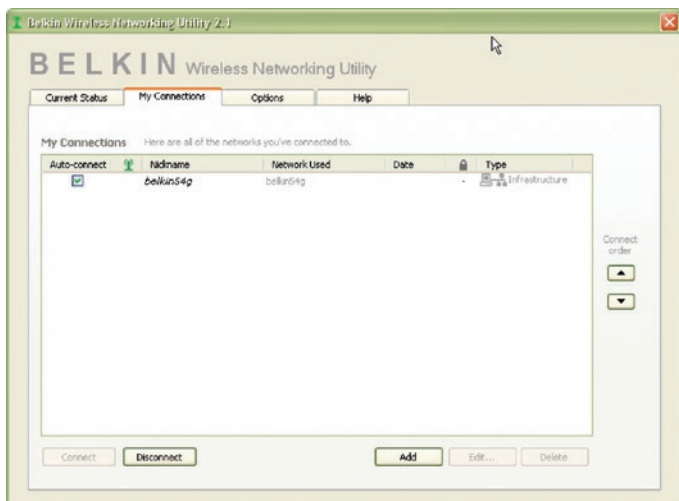 Belkin Wireless Networking Utility 2.1
BELKIN Wireless Networking Utility
Current Status My Connections Options Help
My Connections Here are all of the networks you've connected to.
Auto-connect Nickname Network Used Date Type
belkin54g belkin54g - Infrastructure
Connect
order
Connect Disconnect Add Edit... Delete